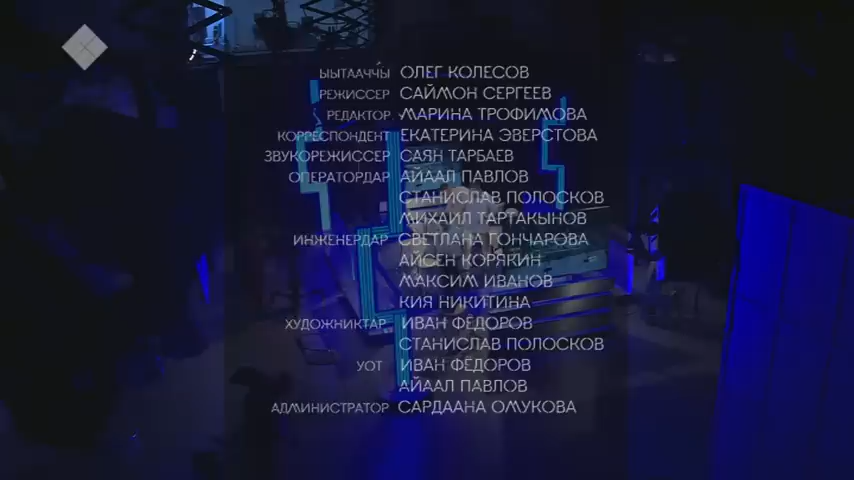 ЫЫТААЧЧЫ ОЛЕГ КОЛЕСОВ
РЕЖИССЕР САЙМОН СЕРГЕЕВ
РЕДАКТОР МАРИНА ТРОФИМОВА
КОРРЕСПОНДЕНТ ЕКАТЕРИНА ЭВЕРСТОВА
ЗВУКОРЕЖИССЕР САЯН ТАРБАЕВ
ОПЕРАТОРДАР АЙААЛ ПАВЛОВ
СТАНИСЛАВ ПОЛОСКОВ
МИХАИЛ ТАРТАКЫНОВ
ИНЖЕНЕРДАР СВЕТЛАНА ГОНЧАРОВА
АЙСЕН КОРЯКИН
МАКСИМ ИВАНОВ
КИЯ НИКИТИНА
ХУДОЖНИКТАР ИВАН ФЁДОРОВ
СТАНИСЛАВ ПОЛОСКОВ
УОТ ИВАН ФЁДОРОВ
АЙААЛ ПАВЛОВ
АДМИНИСТРАТОР САРДААНА ОМУКОВА